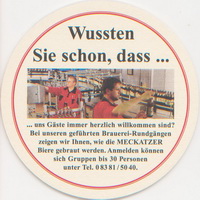 Wussten
Sie schon, dass ...
... uns Gäste immer herzlich willkommen sind?
Bei unseren geführten Brauerei-Rundgängen
zeigen wir Ihnen, wie die MECKATZER
Biere gebraut werden. Anmelden können
sich Gruppen bis 30 Personen
unter Tel. 0 83 81 / 50 40.